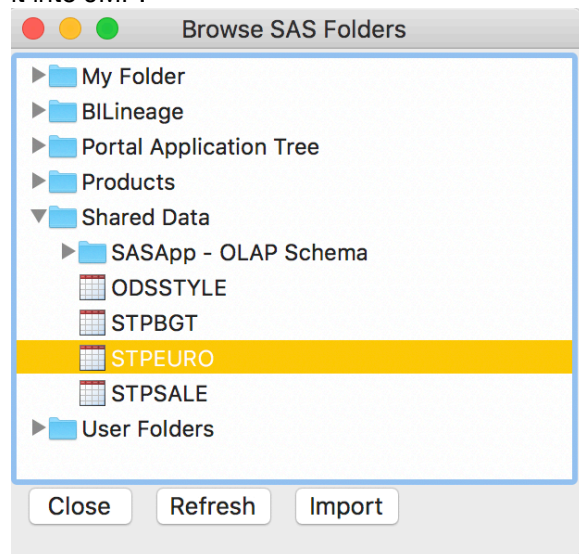 Browse SAS Folders
My Folder
BILineage
Portal Application Tree
Products
Shared Data
SASApp - OLAP Schema
ODSSTYLE
STPBGT
STPEURO
STPSALE
User Folders
Close Refresh Import